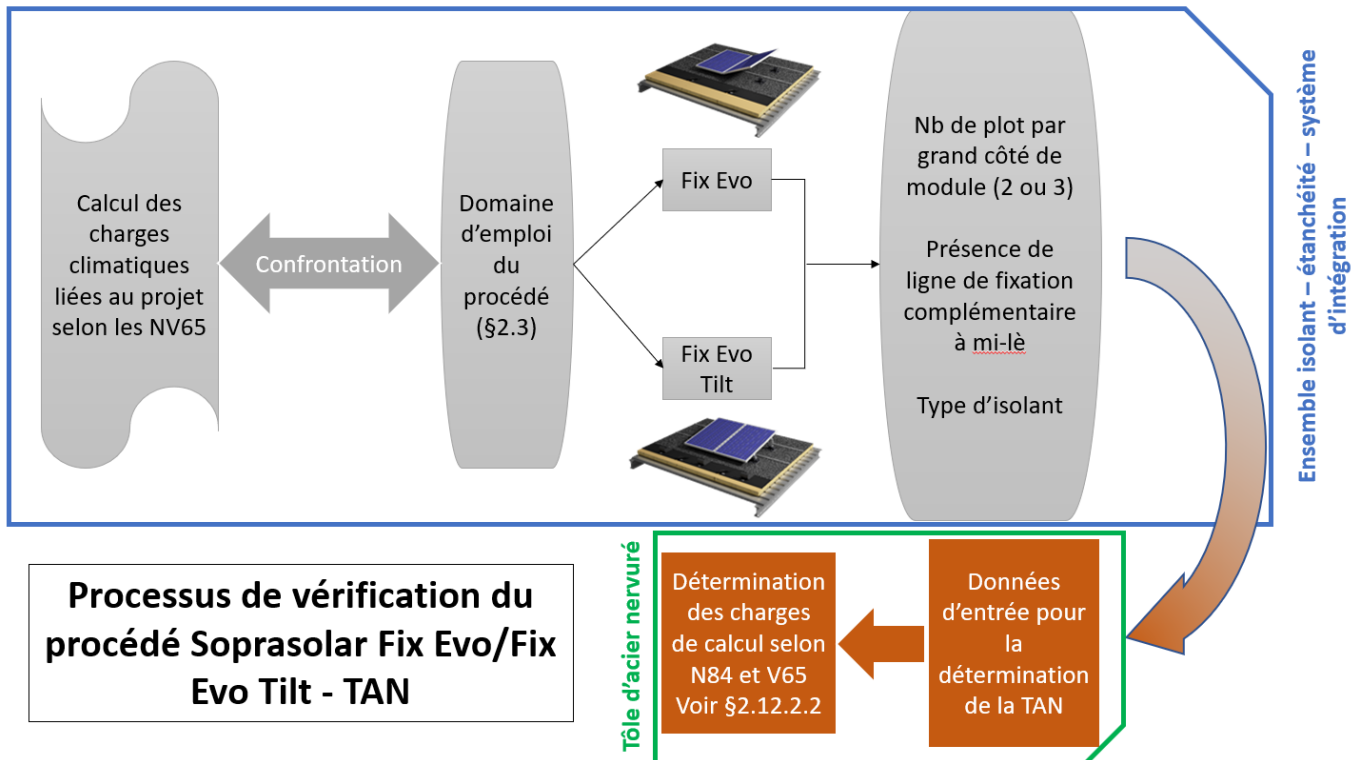 Calcul des
charges
climatiques
liées au projet
selon les NV65
Confrontation
Domaine
d’emploi
du
procédé
(§2.3)
Fix Evo
Fix Evo
Tilt
Nb de plot par
grand côté de
module (2 ou 3)
Présence de
ligne de fixation
complémentaire
à mi-lè
Type d’isolant
Ensemble isolant – étanchéité – système
d’intégration
Processus de vérification du
procédé Soprasolar Fix Evo/Fix
Evo Tilt - TAN
Tôle d’acier nervuré
Détermination
des charges
de calcul selon
N84 et V65
Voir §2.12.2.2
Données
d’entrée pour
la
détermination
de la TAN